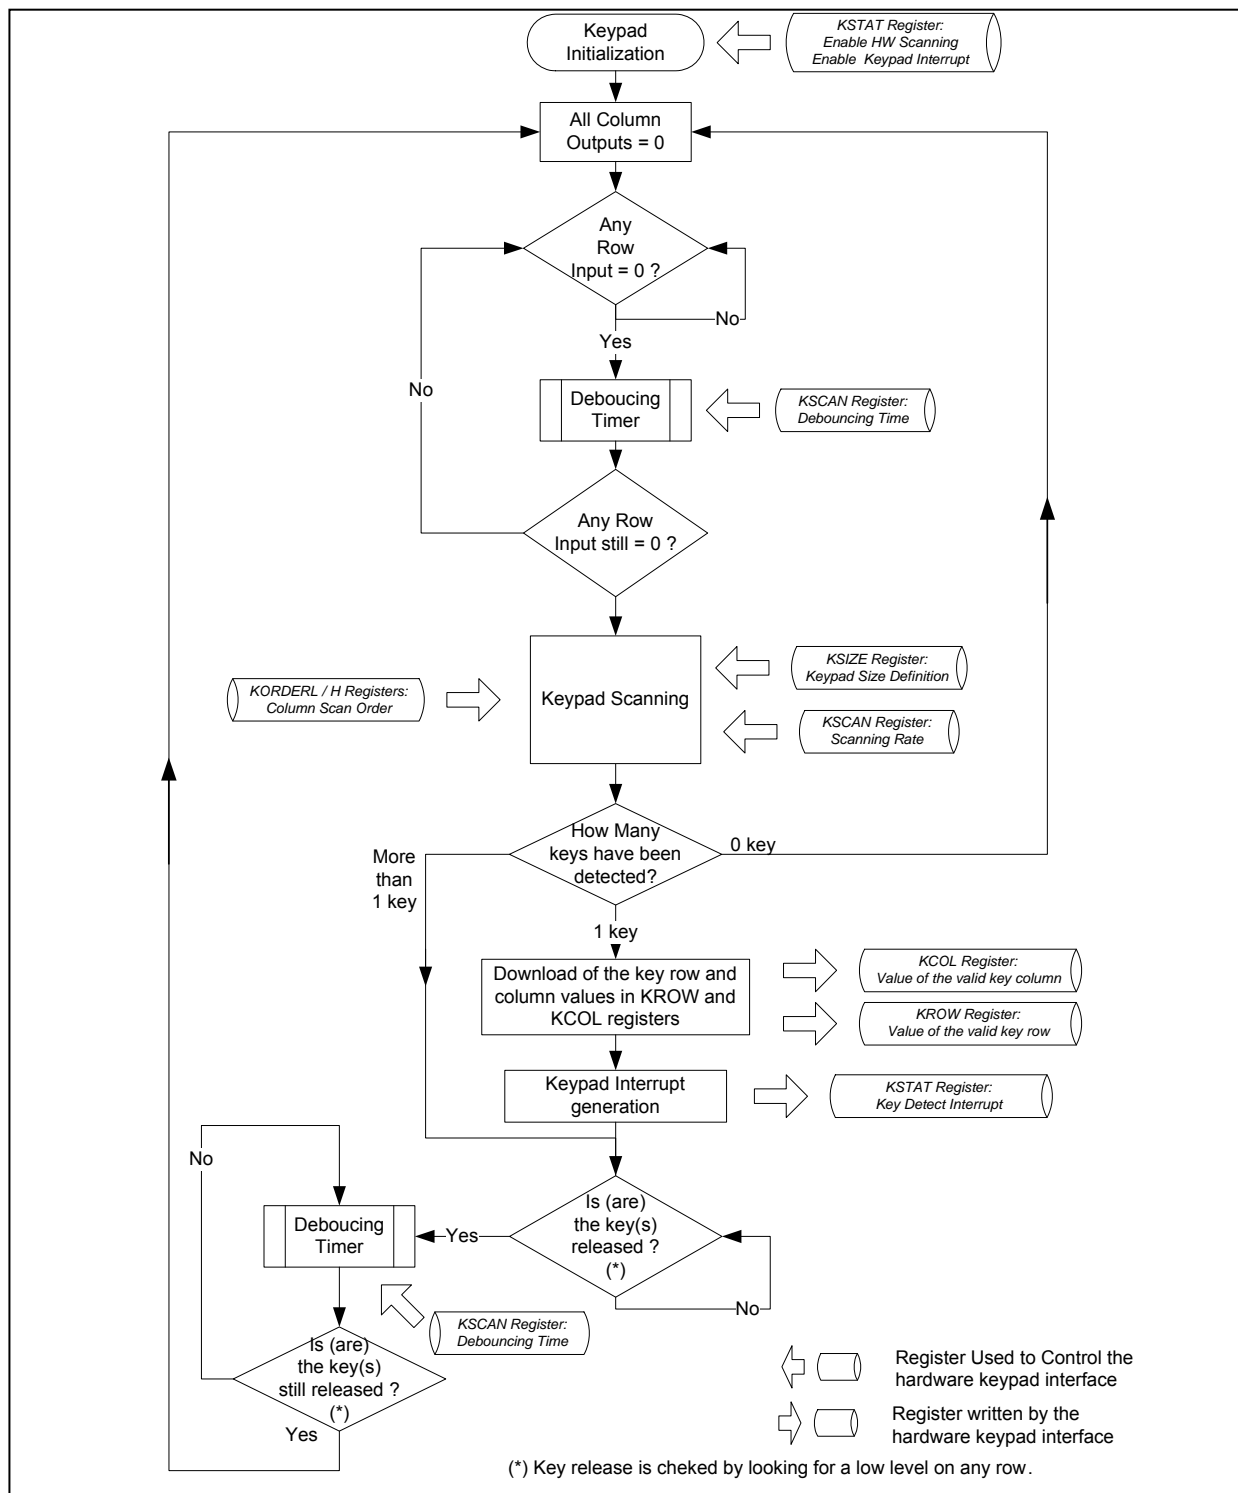 Keypad
Initialization
KSTAT Register:
Enable HW Scanning
Enable Keypad Interrupt
All Column
Outputs = 0
Any
Row
Input = 0 ?
No
Yes
No
Deboucing
Timer
KSCAN Register:
Debouncing Time
Any Row
Input still = 0 ?
KORDERL / H Registers:
Column Scan Order
Keypad Scanning
KSIZE Register:
Keypad Size Definition
KSCAN Register:
Scanning Rate
How Many
keys have been
detected?
0 key
More
than
1 key
1 key
Download of the key row and
column values in KROW and
KCOL registers
KCOL Register:
Value of the valid key column
KROW Register:
Value of the valid key row
Keypad Interrupt
generation
KSTAT Register:
Key Detect Interrupt
No
Is (are)
the key(s)
released ?
(*)
Yes
No
Deboucing
Timer
KSCAN Register:
Debouncing Time
Is (are)
the key(s)
still released ?
(*)
Yes
Register Used to Control the
hardware keypad interface
Register written by the
hardware keypad interface
(*) Key release is cheked by looking for a low level on any row.